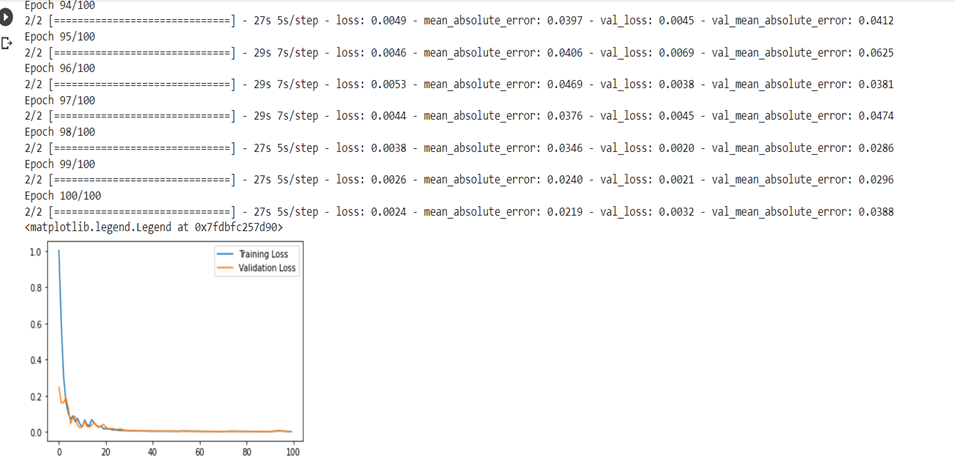 Epoch 94/100
2/2 [==============================] - 27s 5s/step - loss: 0.0049 - mean_absolute_error: 0.0397 - val_loss: 0.0045 - val_mean_absolute_error: 0.0412
Epoch 95/100
2/2 [==============================] - 29s 7s/step - loss: 0.0046 - mean_absolute_error: 0.0406 - val_loss: 0.0069 - val_mean_absolute_error: 0.0625
Epoch 96/100
2/2 [==============================] - 29s 7s/step - loss: 0.0053 - mean_absolute_error: 0.0469 - val_loss: 0.0038 - val_mean_absolute_error: 0.0381
Epoch 97/100
2/2 [==============================] - 29s 7s/step - loss: 0.0044 - mean_absolute_error: 0.0376 - val_loss: 0.0045 - val_mean_absolute_error: 0.0474
Epoch 98/100
2/2 [==============================] - 27s 5s/step - loss: 0.0038 - mean_absolute_error: 0.0346 - val_loss: 0.0020 - val_mean_absolute_error: 0.0286
Epoch 99/100
2/2 [==============================] - 27s 5s/step - loss: 0.0026 - mean_absolute_error: 0.0240 - val_loss: 0.0021 - val_mean_absolute_error: 0.0296
Epoch 100/100
2/2 [==============================] - 27s 5s/step - loss: 0.0024 - mean_absolute_error: 0.0219 - val_loss: 0.0032 - val_mean_absolute_error: 0.0388
<matplotlib.legend.Legend at 0x7fdbfc257d90>
Training Loss
Validation Loss
1.0
0.8
0.6
0.4
0.2
0.0
0 20 40 60 80 100